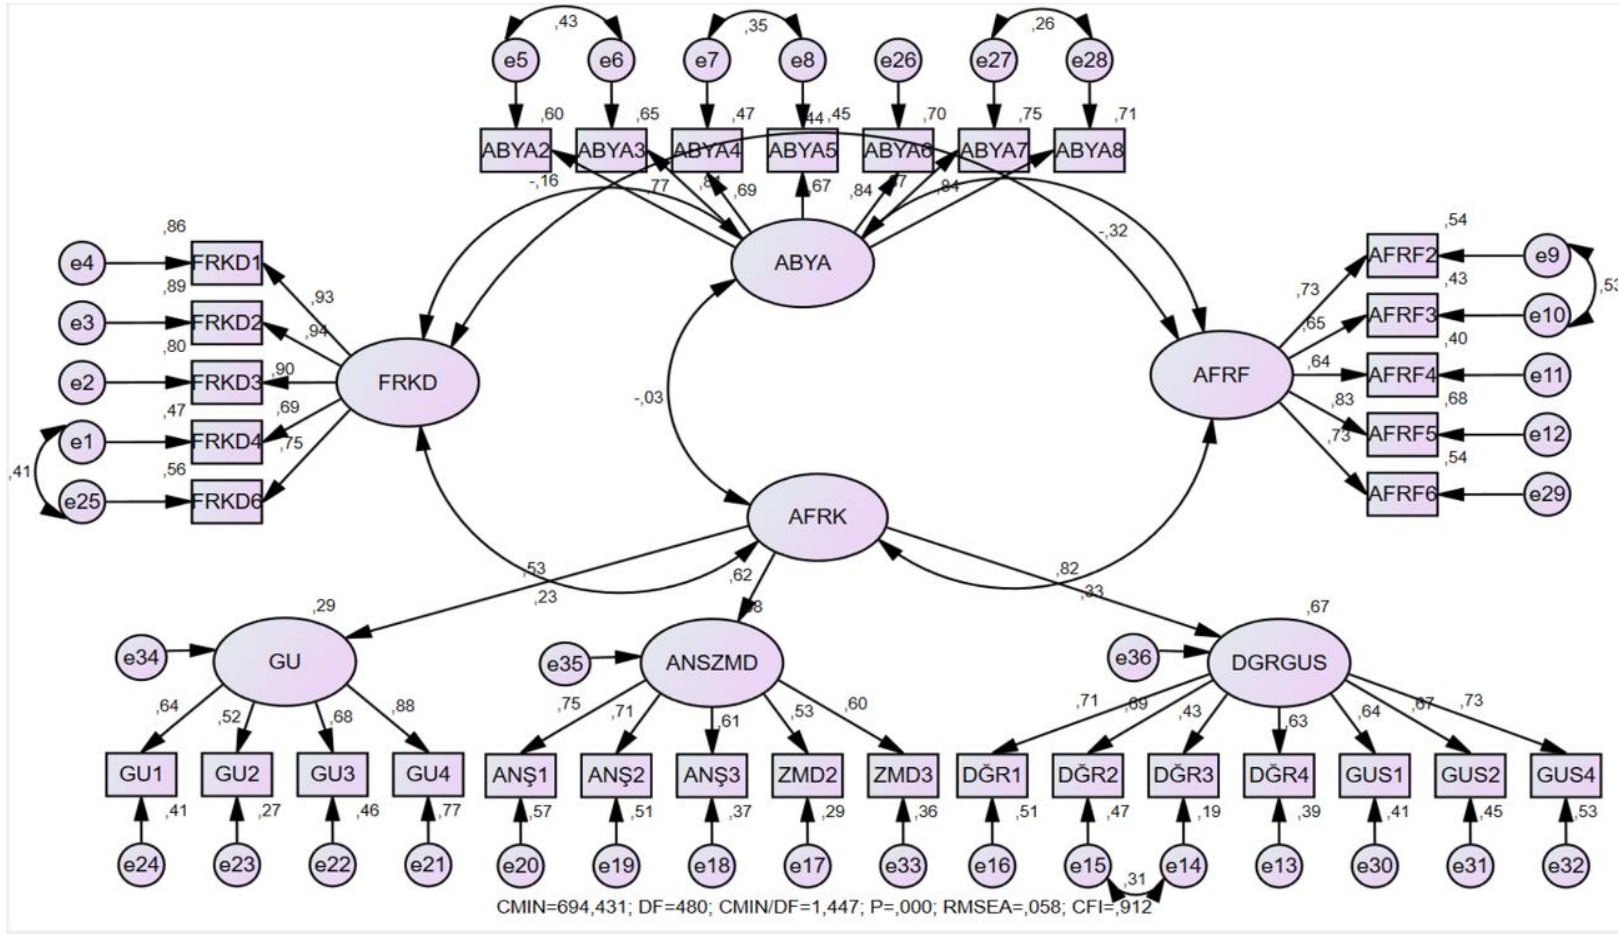 ,43 ,35 ,26
e5 e6 e7 e8 e26 e27 e28
,60 ,65 ,47 ,45 ,70 ,75 ,71
ABYA2 ABYA3 ABYA4 ABYA5 ABYA6 ABYA7 ABYA8
-,16 ,77 ,69 ,67 ,84 ,84
,86 ,54
-,32
e4 FRKD1 ABYA AFRF2 e9
,89 ,93 ,73 ,43 ,53
e3 FRKD2 ,94 ,65 AFRF3 e10
,80 ,40
e2 FRKD3 ,90 FRKD AFRF ,64 AFRF4 e11
,47 ,69 -,03 ,83 ,68
e1 FRKD4 ,75 ,73 AFRF5 e12
,41 ,56 ,54
e25 FRKD6 AFRK AFRF6 e29
,53 ,62 ,82
,23 ,33
,29 ,67
e34 GU e35 ANSZMD e36 DGRGUS
,64 ,52 ,68 ,88 ,75 ,71 ,61 ,53 ,60 ,71 ,69 ,43 ,63 ,64 ,67 ,73
GU1 GU2 GU3 GU4 ANŞ1 ANŞ2 ANŞ3 ZMD2 ZMD3 DĞR1 DĞR2 DĞR3 DĞR4 GUS1 GUS2 GUS4
,41 ,27 ,46 ,77 ,57 ,51 ,37 ,29 ,36 ,51 ,47 ,19 ,39 ,41 ,45 ,53
e24 e23 e22 e21 e20 e19 e18 e17 e33 e16 e15 e14 e13 e30 e31 e32
,31
CMIN=694,431; DF=480; CMIN/DF=1,447; P=,000; RMSEA=,058; CFI=,912